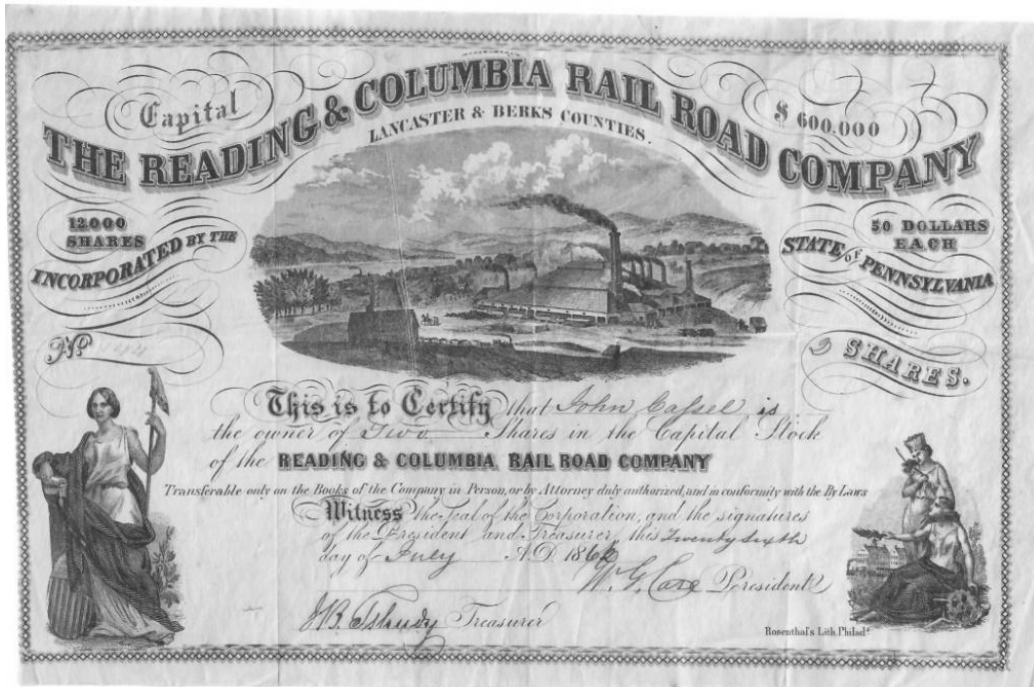 Capital
$ 600.000
THE READING & COLUMBIA RAIL ROAD COMPANY
LANCASTER & BERKS COUNTIES.
12.000
SHARES
50 DOLLARS
EACH
INCORPORATED BY THE
STATE OF PENNSYLVANIA
Nº
2 SHARES.
This is to Certify that John Cassel is
the owner of Two Shares in the Capital Stock
of the READING & COLUMBIA RAIL ROAD COMPANY
Transferable only on the Books of the Company in Person, or by Attorney duly authorized, and in conformity with the By Laws
Witness the Seal of the Corporation, and the signatures
of the President and Treasurer, this Twenty Sixth
day of July A.D. 186
W. G. Case President
Treasurer
Rosenthal's Lith. Philadª